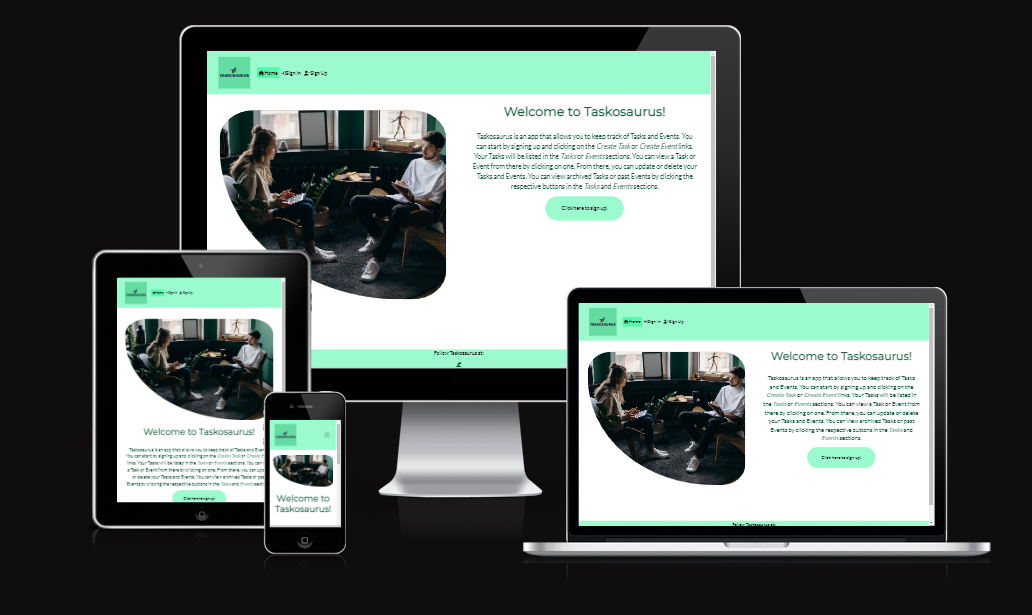 TASKOSAURUS
Home Sign In Sign Up
Welcome to Taskosaurus!
Taskosaurus is an app that allows you to keep track of Tasks and Events. You
can start by signing up and clicking on the Create Task or Create Event links.
Your Tasks will be listed in the Tasks or Events sections. You can view a Task or
Event from there by clicking on one. From there, you can update or delete your
Tasks and Events. You can view archived Tasks or past Events by clicking the
respective buttons in the Tasks and Events sections.
Click here to sign up!
Follow Taskosaurus at:
TASKOSAURUS
Home Sign In Sign Up
Welcome to Taskosaurus!
Taskosaurus is an app that allows you to keep track of Tasks and Even
You can start by signing up and clicking on the Create Task or Create E
links. Your Tasks will be listed in the Tasks or Events sections. You can vi
a Task or Event from there by clicking on one. From there, you can up
or delete your Tasks and Events. You can view archived Tasks or pas
Events by clicking the respective buttons in the Tasks and Events sectio
Click here to sign up!
TASKOSAURUS
Welcome to
Taskosaurus!
TASKOSAURUS
Home Sign In Sign Up
Welcome to Taskosaurus!
Taskosaurus is an app that allows you to keep track of Tasks
and Events. You can start by signing up and clicking on the
Create Task or Create Event links. Your Tasks will be listed in
the Tasks or Events sections. You can view a Task or Event from
there by clicking on one. From there, you can update or delete
your Tasks and Events. You can view archived Tasks or past
Events by clicking the respective buttons in the Tasks and
Events sections.
Click here to sign up!
Follow Taskosaurus at: